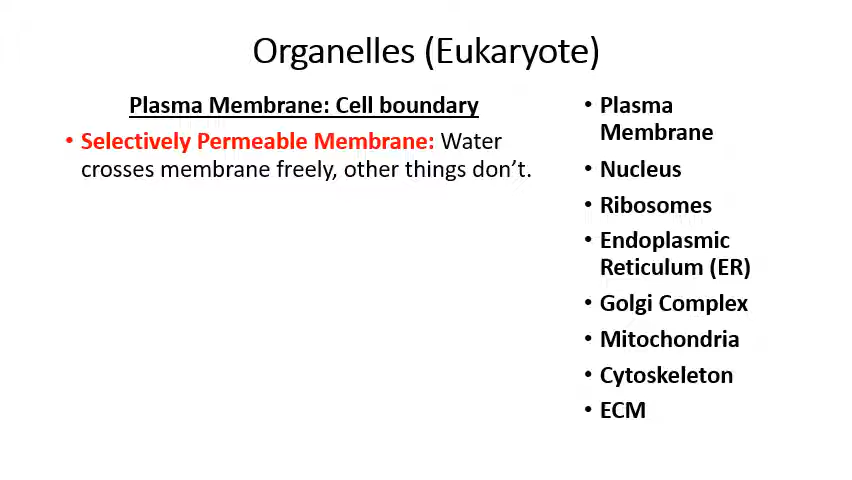 Organelles (Eukaryote)
Plasma Membrane: Cell boundary
• Selectively Permeable Membrane: Water
crosses membrane freely, other things don’t.
• Plasma
Membrane
• Nucleus
• Ribosomes
• Endoplasmic
Reticulum (ER)
• Golgi Complex
• Mitochondria
• Cytoskeleton
• ECM